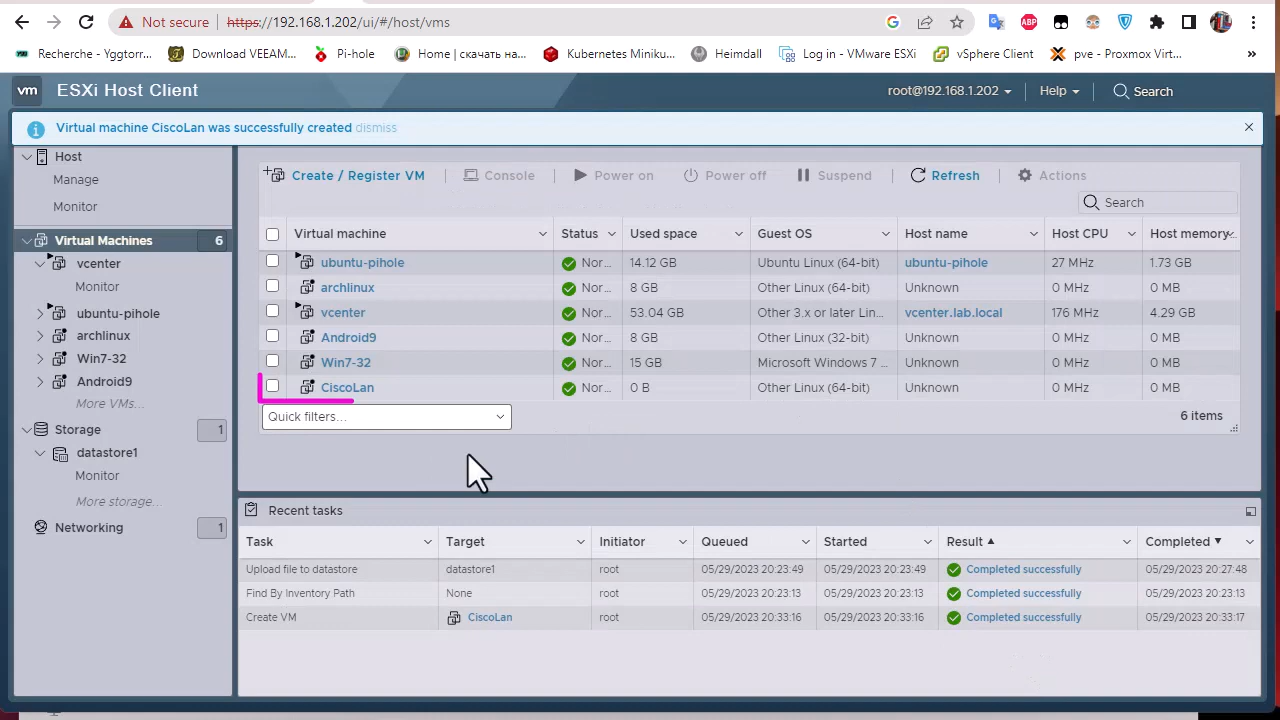 Not secure https://192.168.1.202/ui/#/host/vms
Recherche - Yggtorr... Download VEEAM... Pi-hole Home | скачать на... Kubernetes Miniku... Heimdall Log in - VMware ESXi vSphere Client pve - Proxmox Virt... »
vm ESXi Host Client root@192.168.1.202 Help Search
Virtual machine CiscoLan was successfully created dismiss
Host
Manage
Monitor
Virtual Machines 6
vcenter
Monitor
ubuntu-pihole
archlinux
Win7-32
Android9
More VMs...
Storage 1
datastore1
Monitor
More storage...
Networking 1
Create / Register VM Console Power on Power off Suspend Refresh Actions
Search
Virtual machine Status Used space Guest OS Host name Host CPU Host memory
ubuntu-pihole Nor... 14.12 GB Ubuntu Linux (64-bit) ubuntu-pihole 27 MHz 1.73 GB
archlinux Nor... 8 GB Other Linux (64-bit) Unknown 0 MHz 0 MB
vcenter Nor... 53.04 GB Other 3.x or later Lin... vcenter.lab.local 176 MHz 4.29 GB
Android9 Nor... 8 GB Other Linux (32-bit) Unknown 0 MHz 0 MB
Win7-32 Nor... 15 GB Microsoft Windows 7 ... Unknown 0 MHz 0 MB
CiscoLan Nor... 0 B Other Linux (64-bit) Unknown 0 MHz 0 MB
Quick filters... 6 items
Recent tasks
Task Target Initiator Queued Started Result Completed
Upload file to datastore datastore1 root 05/29/2023 20:23:49 05/29/2023 20:23:49 Completed successfully 05/29/2023 20:27:48
Find By Inventory Path None root 05/29/2023 20:23:13 05/29/2023 20:23:13 Completed successfully 05/29/2023 20:23:13
Create VM CiscoLan root 05/29/2023 20:33:16 05/29/2023 20:33:16 Completed successfully 05/29/2023 20:33:17